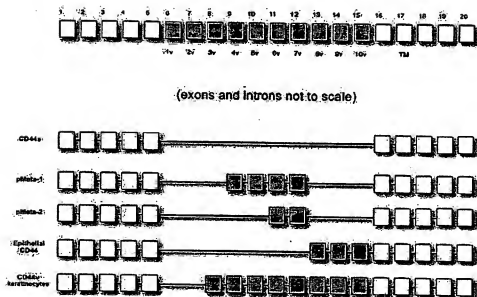 1 2 3 4 5 6 7 8 9 10 11 12 13 14 15 16 17 18 19 20
1v 2v 3v 4v 5v 6v 7v 8v 9v 10v TM
(exons and introns not to scale)
CD44s
pMeta-1
pMeta-2
Epithelial
CD44
CD44v
keratinocytes